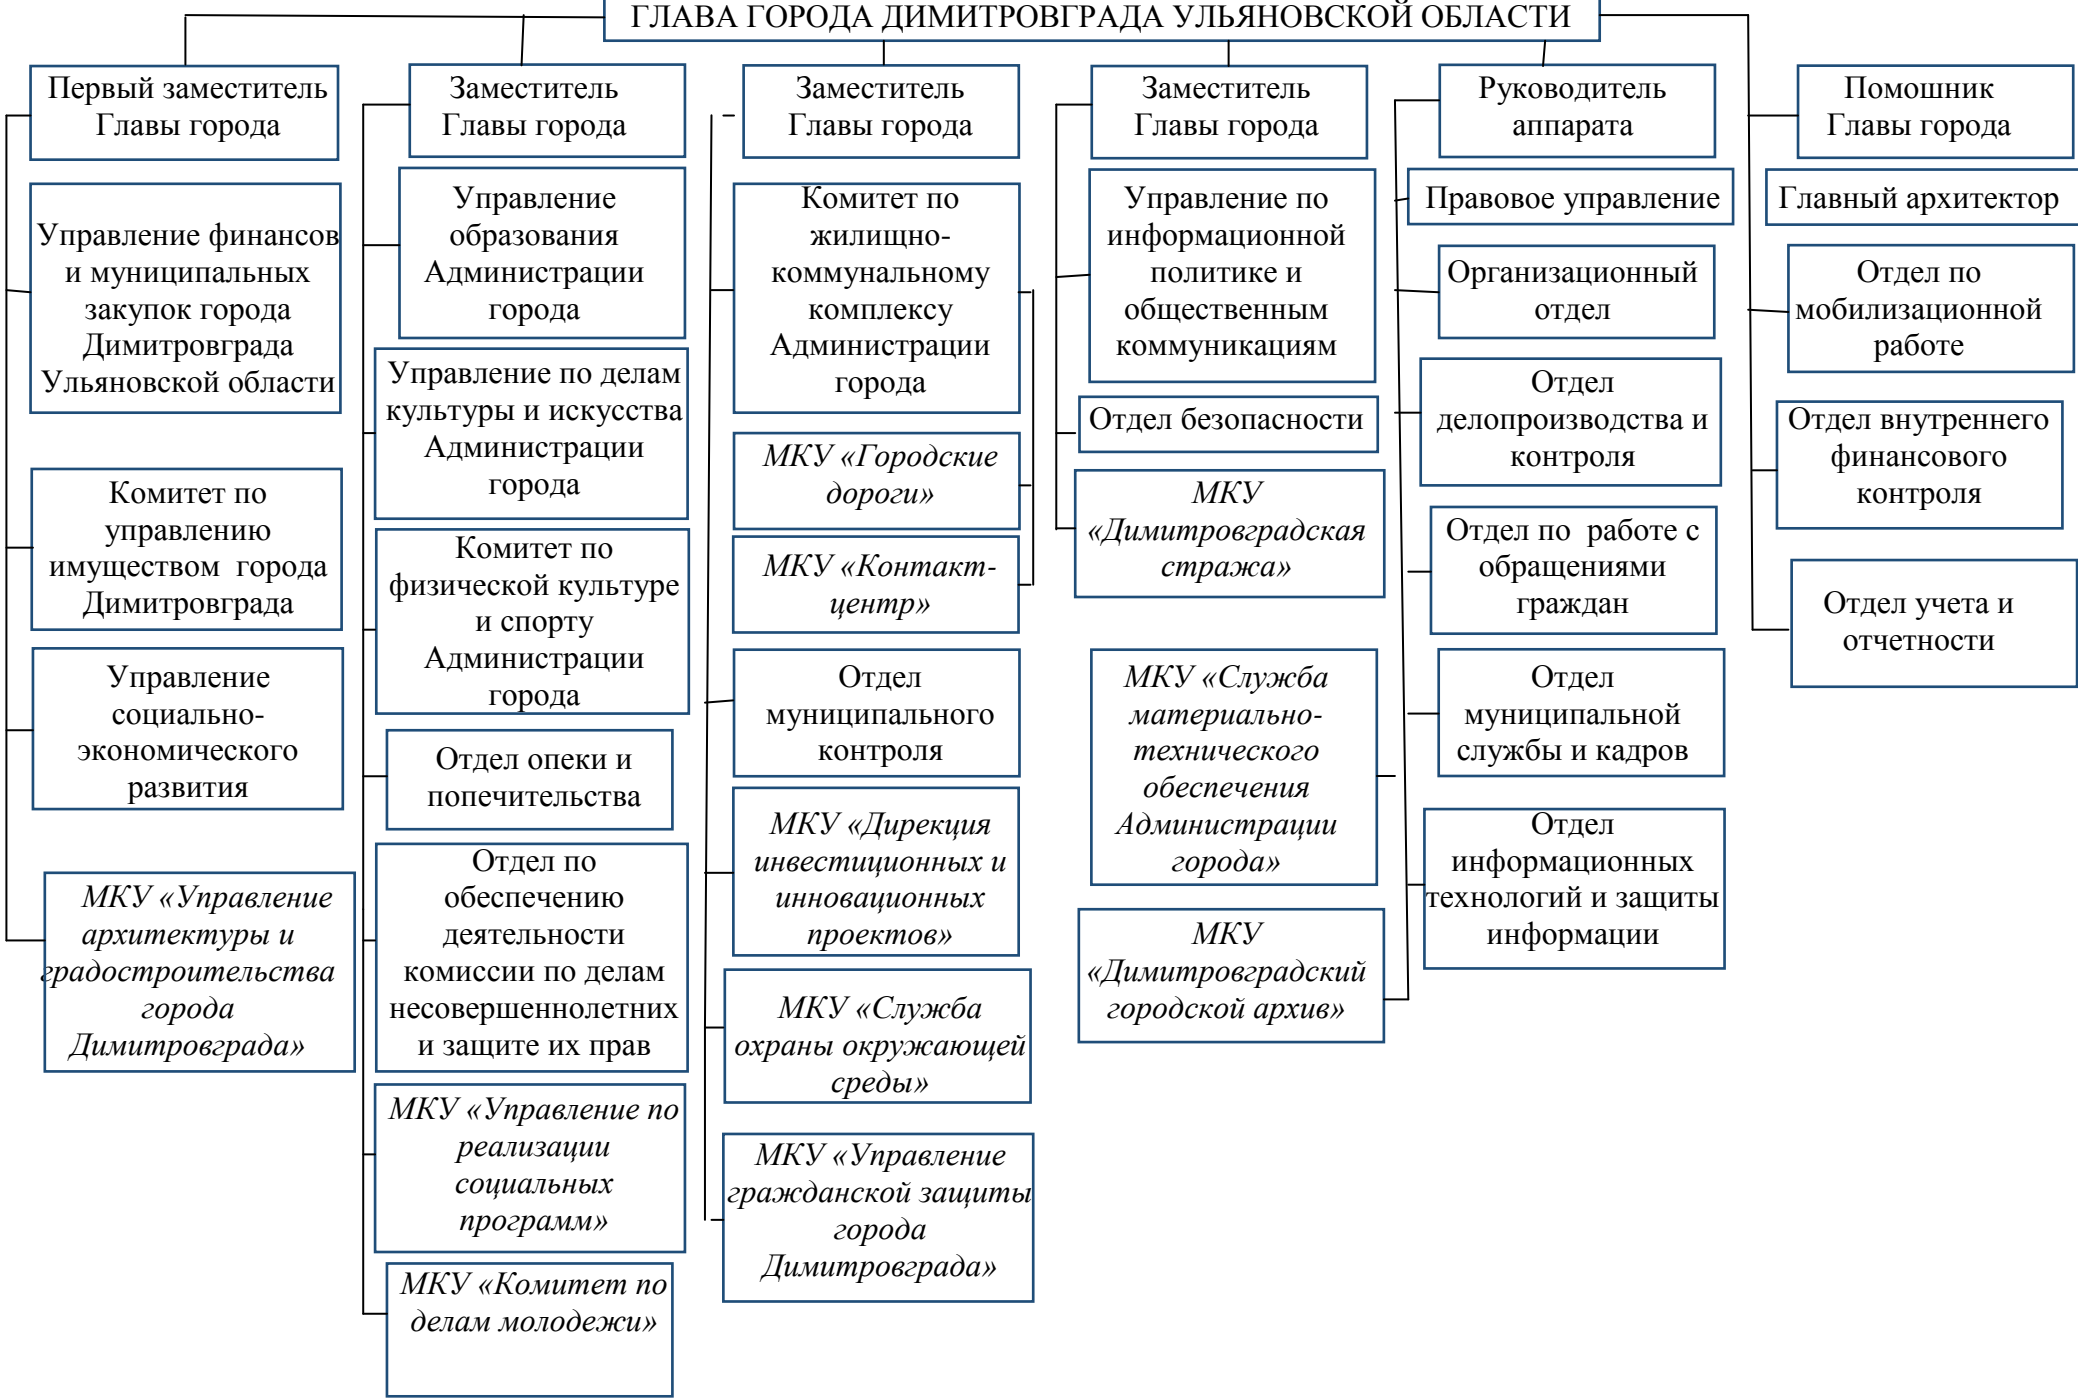 ГЛАВА ГОРОДА ДИМИТРОВГРАДА УЛЬЯНОВСКОЙ ОБЛАСТИ
Первый заместитель
Главы города
Управление финансов
и муниципальных
закупок города
Димитровграда
Ульяновской области
Комитет по
управлению
имуществом города
Димитровграда
Управление
социально-
экономического
развития
МКУ «Управление
архитектуры и
градостроительства
города
Димитровграда»
Заместитель
Главы города
Управление
образования
Администрации
города
Управление по делам
культуры и искусства
Администрации
города
Комитет по
физической культуре
и спорту
Администрации
города
Отдел опеки и
попечительства
Отдел по
обеспечению
деятельности
комиссии по делам
несовершеннолетних
и защите их прав
МКУ «Управление по
реализации
социальных
программ»
МКУ «Комитет по
делам молодежи»
Заместитель
Главы города
Комитет по
жилищно-
коммунальному
комплексу
Администрации
города
МКУ «Городские
дороги»
МКУ «Контакт-
центр»
Отдел
муниципального
контроля
МКУ «Дирекция
инвестиционных и
инновационных
проектов»
МКУ «Служба
охраны окружающей
среды»
МКУ «Управление
гражданской защиты
города
Димитровграда»
Заместитель
Главы города
Управление по
информационной
политике и
общественным
коммуникациям
Отдел безопасности
МКУ
«Димитровградская
стража»
МКУ «Служба
материально-
технического
обеспечения
Администрации
города»
МКУ
«Димитровградский
городской архив»
Руководитель
аппарата
Правовое управление
Организационный
отдел
Отдел
делопроизводства и
контроля
Отдел по работе с
обращениями
граждан
Отдел
муниципальной
службы и кадров
Отдел
информационных
технологий и защиты
информации
Помошник
Главы города
Главный архитектор
Отдел по
мобилизационной
работе
Отдел внутреннего
финансового
контроля
Отдел учета и
отчетности